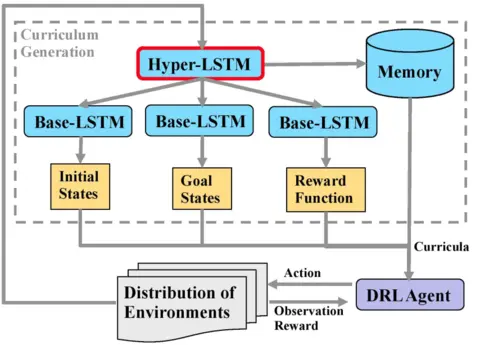 Curriculum
Generation
Hyper-LSTM
Memory
Base-LSTM
Base-LSTM
Base-LSTM
Initial
States
Goal
States
Reward
Function
Curricula
Action
Distribution of
Environments
Observation
Reward
DRL Agent